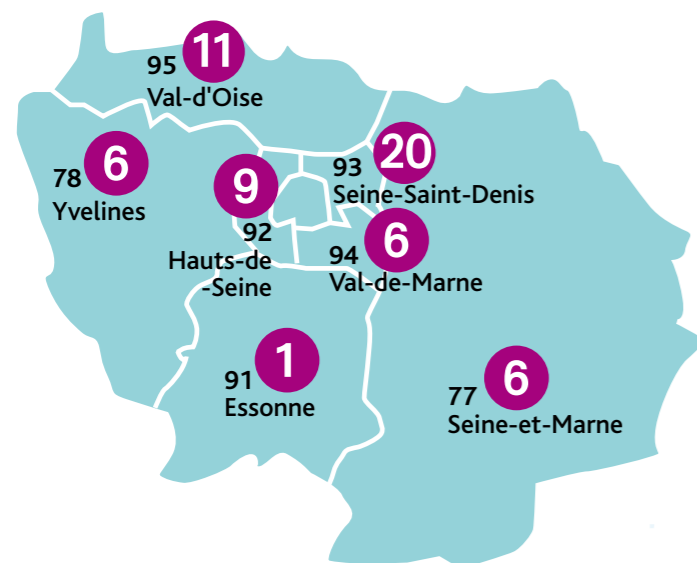 11
95
Val-d'Oise
6
78
Yvelines
9
92
Hauts-de
-Seine
20
93
Seine-Saint-Denis
6
94
Val-de-Marne
1
91
Essonne
6
77
Seine-et-Marne